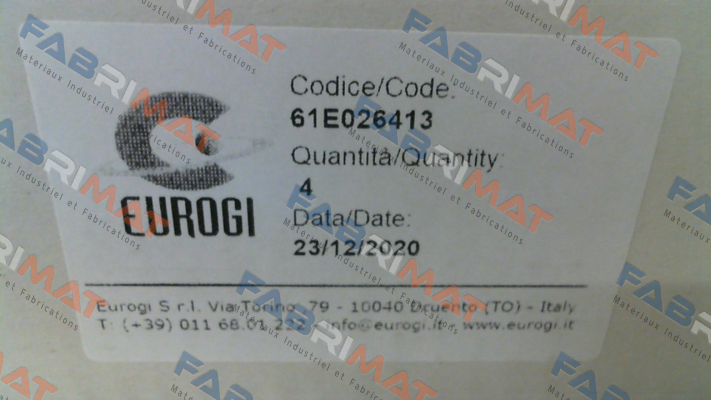 Codice/Code:
61E026413
Quantità/Quantity:
4
Data/Date:
23/12/2020
EUROGI
Eurogi S.r.l. Via Torino, 79 - 10040 Druento (TO) - Italy
T: (+39) 011 68.01 - info@eurogi.it - www.eurogi.it
FABRIMAT
Materiaux Industriel et Fabrications